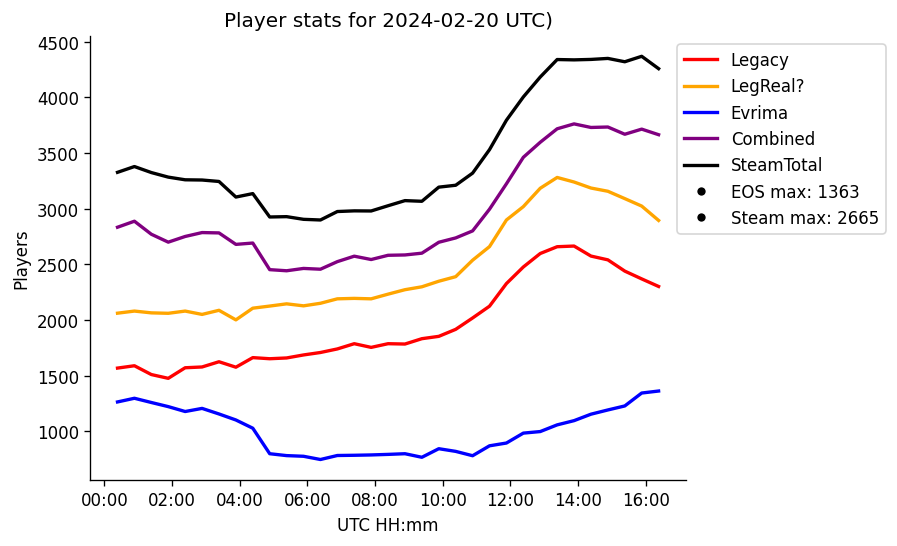 Player stats for 2024-02-20 UTC)
4500
4000
3500
3000
2500
2000
1500
1000
Players
00:00 02:00 04:00 06:00 08:00 10:00 12:00 14:00 16:00
UTC HH:mm
Legacy
LegReal?
Evrima
Combined
SteamTotal
EOS max: 1363
Steam max: 2665